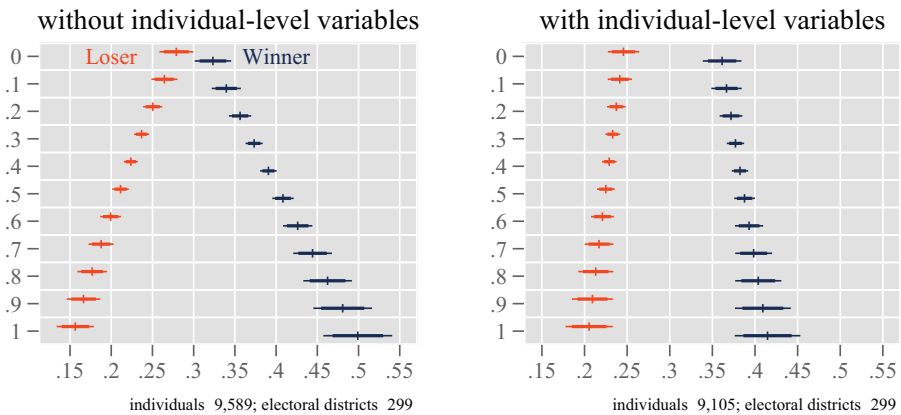 without individual-level variables
with individual-level variables
Loser
Winner
0
.1
.2
.3
.4
.5
.6
.7
.8
.9
1
.15 .2 .25 .3 .35 .4 .45 .5 .55
individuals 9,589; electoral districts 299
0
.1
.2
.3
.4
.5
.6
.7
.8
.9
1
.15 .2 .25 .3 .35 .4 .45 .5 .55
individuals 9,105; electoral districts 299